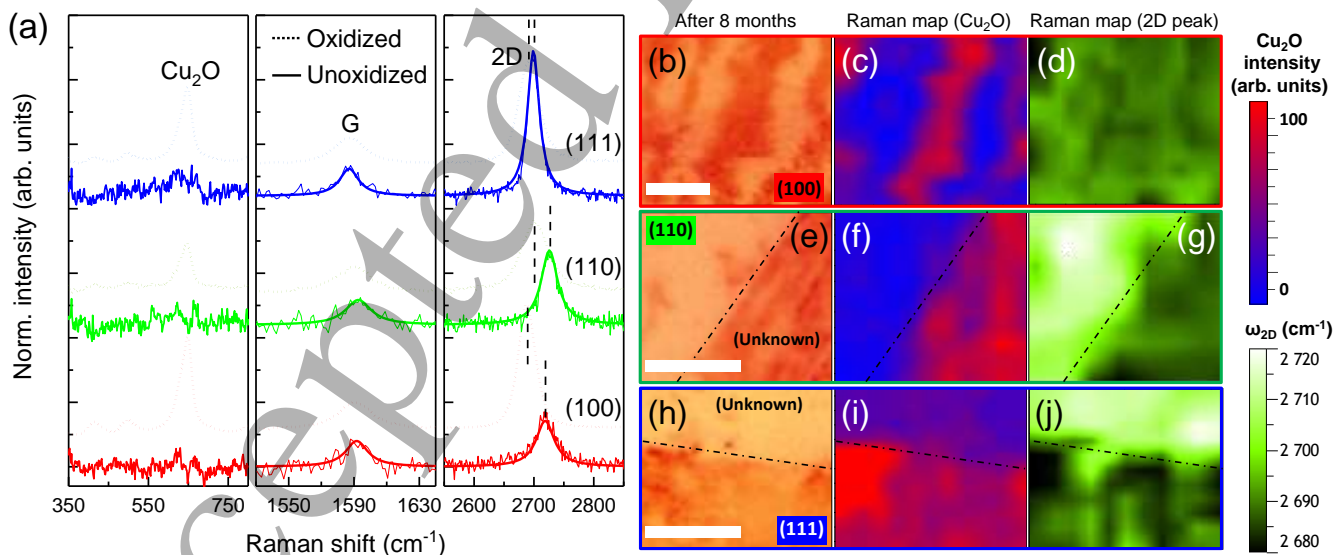 (a)
Oxidized
Unoxidized
Cu₂O
G
2D
(111)
(110)
(100)
Norm. intensity (arb. units)
350 550 750 1550 1590 1630 2600 2700 2800
Raman shift (cm⁻¹)
After 8 months Raman map (Cu₂O) Raman map (2D peak)
(b) (c) (d)
(100)
(110) (e) (f) (g)
(Unknown)
(h) (Unknown) (i) (j)
(111)
Cu₂O
intensity
(arb. units)
100
0
ω₂D (cm⁻¹)
2 720
2 710
2 700
2 690
2 680
ccepted